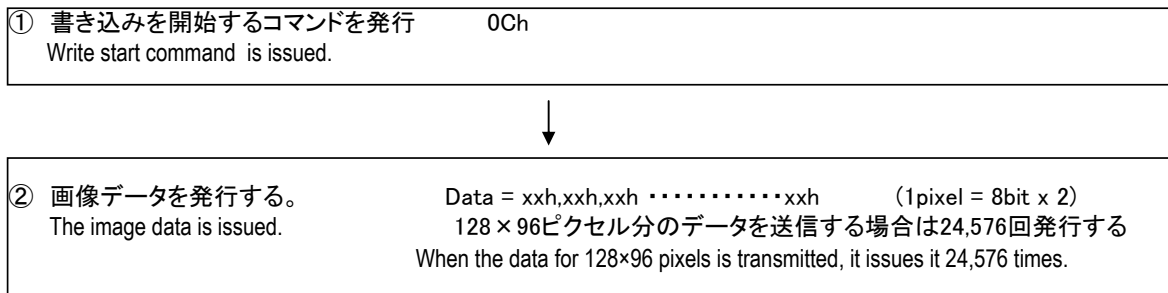 ① 書き込みを開始するコマンドを発行 0Ch
Write start command is issued.
② 画像データを発行する。 Data = xxh,xxh,xxh ・・・・・・・・・・・xxh (1pixel = 8bit x 2)
The image data is issued. 128×96ピクセル分のデータを送信する場合は24,576回発行する
When the data for 128×96 pixels is transmitted, it issues it 24,576 times.